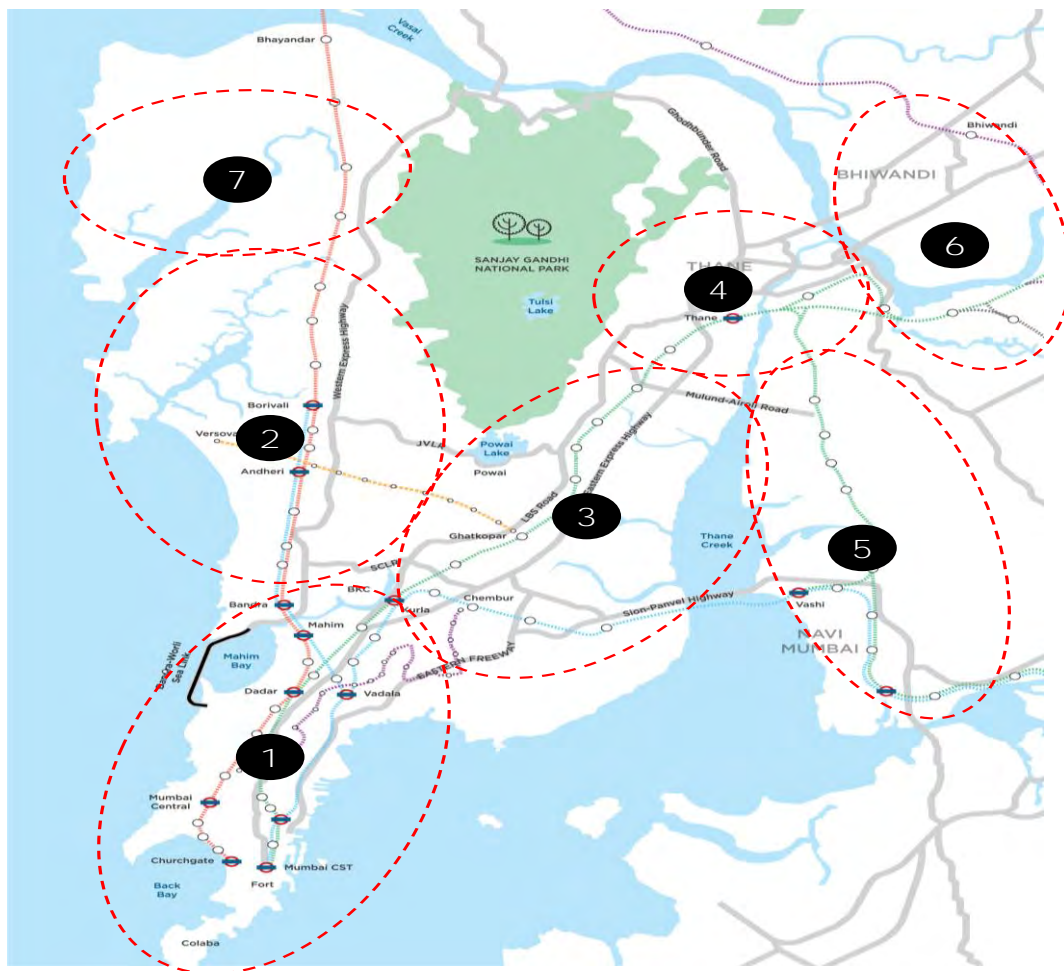 Vasai
Creek
Bhayandar
Ghodhbunder Road
Bhiwandi
BHIWANDI
7
6
SANJAY GANDHI
NATIONAL PARK
THANE
4
Tulsi
Lake
Thane
Western Express Highway
Borivali
Mulund-Airoli Road
Versova
2
JVLR
Powai
Lake
Andheri
Powai
Eastern Express Highway
LBS Road
3
Ghatkopar
Thane
Creek
5
SCLR
BKC
Kurla
Chembur
Sion-Panvel Highway
Vashi
Bandra
Mahim
NAVI
MUMBAI
Bandra-Worli
Sea Link
Mahim
Bay
EASTERN FREEWAY
Dadar
Vadala
1
Mumbai
Central
Churchgate
Mumbai CST
Back
Bay
Fort
Colaba